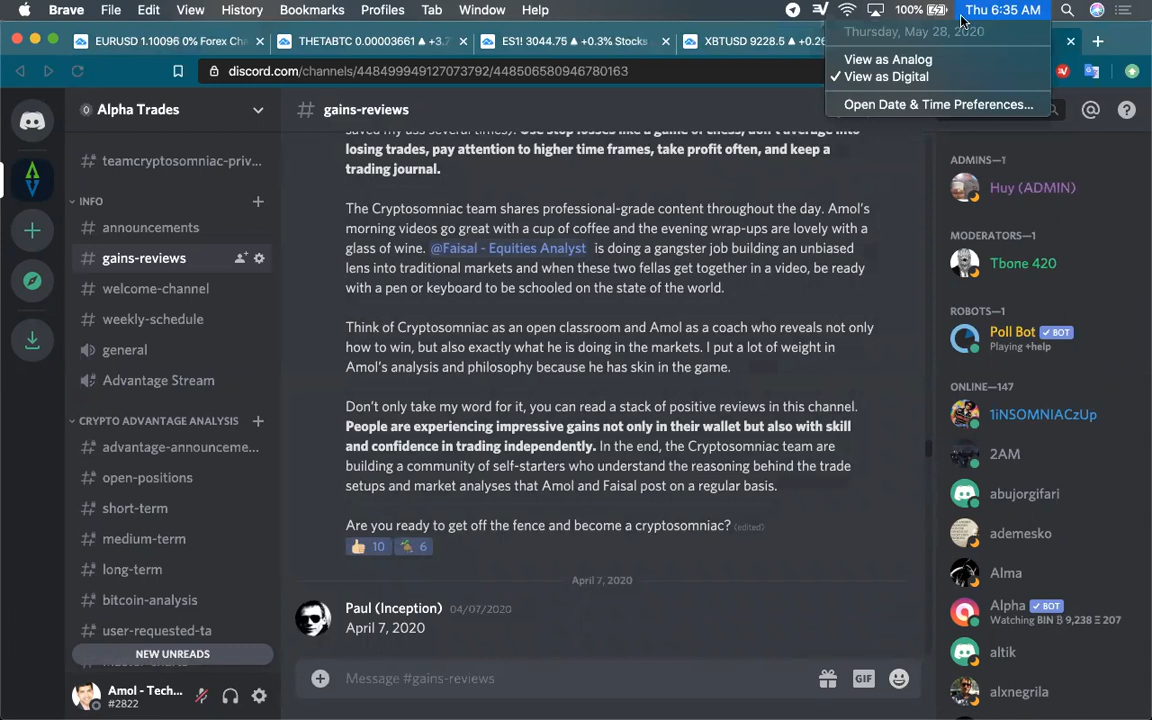 Brave File Edit View History Bookmarks Profiles Tab Window Help 100% Thu 6:35 AM
Thursday, May 28, 2020
View as Analog
✓ View as Digital
Open Date & Time Preferences...
EURUSD 1.10096 0% Forex Ch
THETABTC 0.00003661 ▲ +3.7
ES1! 3044.75 ▲ +0.3% Stocks
XBTUSD 9228.5 ▲ +0.26
discord.com/channels/448499949127073792/448506580946780163
Alpha Trades
# gains-reviews
teamcryptosomniac-priv...
INFO
announcements
gains-reviews
welcome-channel
weekly-schedule
general
Advantage Stream
CRYPTO ADVANTAGE ANALYSIS
advantage-announceme...
open-positions
short-term
medium-term
long-term
bitcoin-analysis
user-requested-ta
NEW UNREADS
Amol - Tech...
#2822
saved my ass several times). Use stop losses like a game of chess, don't average into
losing trades, pay attention to higher time frames, take profit often, and keep a
trading journal.
The Cryptosomniac team shares professional-grade content throughout the day. Amol's
morning videos go great with a cup of coffee and the evening wrap-ups are lovely with a
glass of wine. @Faisal - Equities Analyst is doing a gangster job building an unbiased
lens into traditional markets and when these two fellas get together in a video, be ready
with a pen or keyboard to be schooled on the state of the world.
Think of Cryptosomniac as an open classroom and Amol as a coach who reveals not only
how to win, but also exactly what he is doing in the markets. I put a lot of weight in
Amol's analysis and philosophy because he has skin in the game.
Don't only take my word for it, you can read a stack of positive reviews in this channel.
People are experiencing impressive gains not only in their wallet but also with skill
and confidence in trading independently. In the end, the Cryptosomniac team are
building a community of self-starters who understand the reasoning behind the trade
setups and market analyses that Amol and Faisal post on a regular basis.
Are you ready to get off the fence and become a cryptosomniac? (edited)
10 6
April 7, 2020
Paul (Inception) 04/07/2020
April 7, 2020
Message #gains-reviews
GIF
ADMINS—1
Huy (ADMIN)
MODERATORS—1
Tbone 420
ROBOTS—1
Poll Bot ✓ BOT
Playing +help
ONLINE—147
1iNSOMNIACzUp
2AM
abujorgifari
ademesko
Alma
Alpha ✓ BOT
Watching BIN ₿ 9,238 Ξ 207
altik
alxnegrila